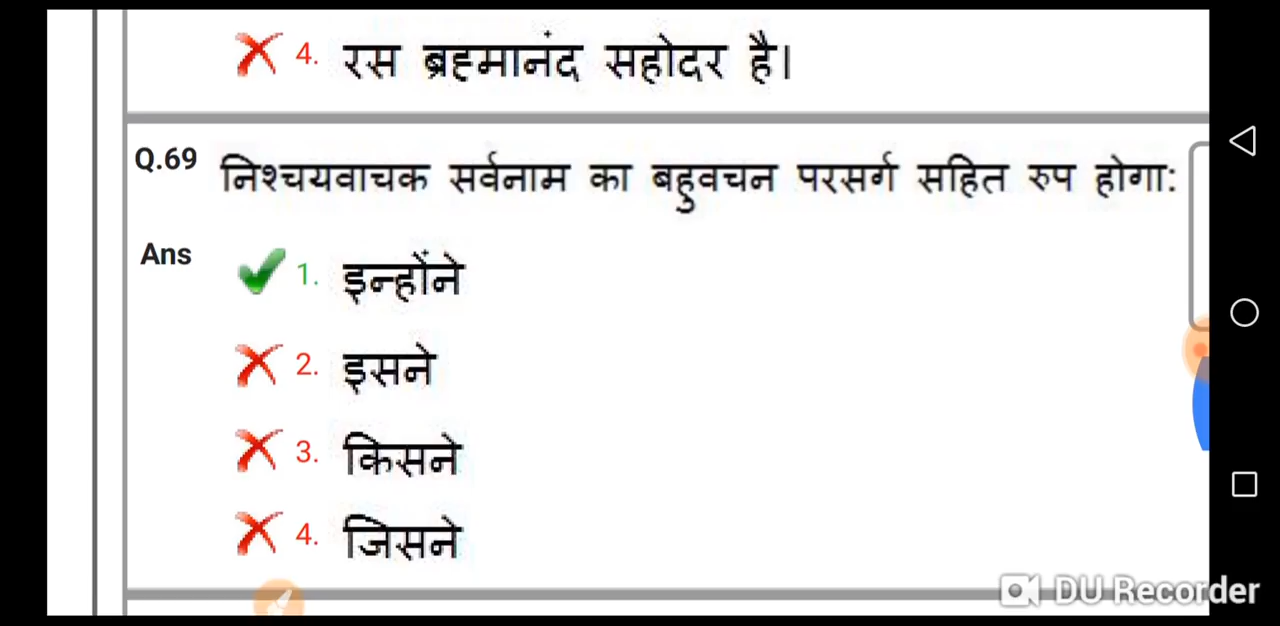 4. रस ब्रह्मानंद सहोदर है।
Q.69 निश्चयवाचक सर्वनाम का बहुवचन परसर्ग सहित रुप होगा:
Ans
1. इन्होंने
2. इसने
3. किसने
4. जिसने
DU Recorder